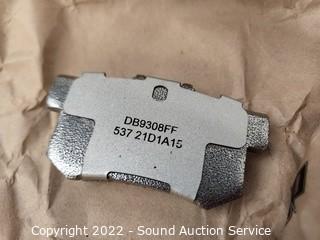 DB9308FF
537 21D1A15
Copyright 2022 - Sound Auction Service